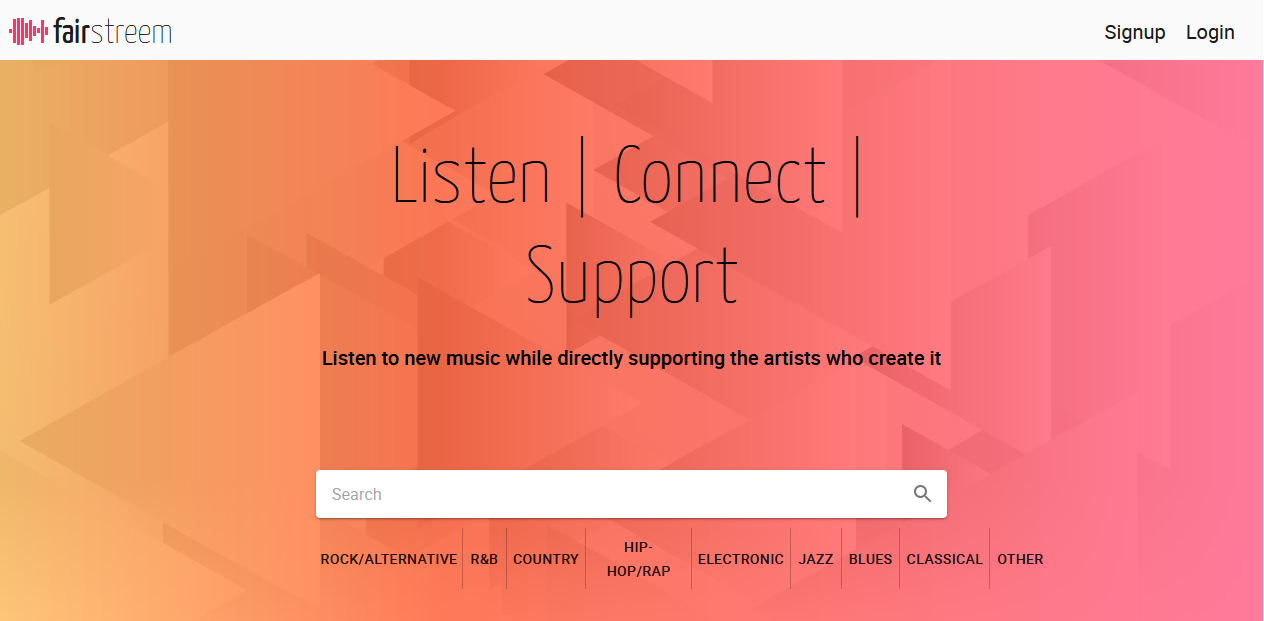 fairstreem
Signup Login
Listen | Connect |
Support
Listen to new music while directly supporting the artists who create it
Search
ROCK/ALTERNATIVE R&B COUNTRY HIP-HOP/RAP ELECTRONIC JAZZ BLUES CLASSICAL OTHER